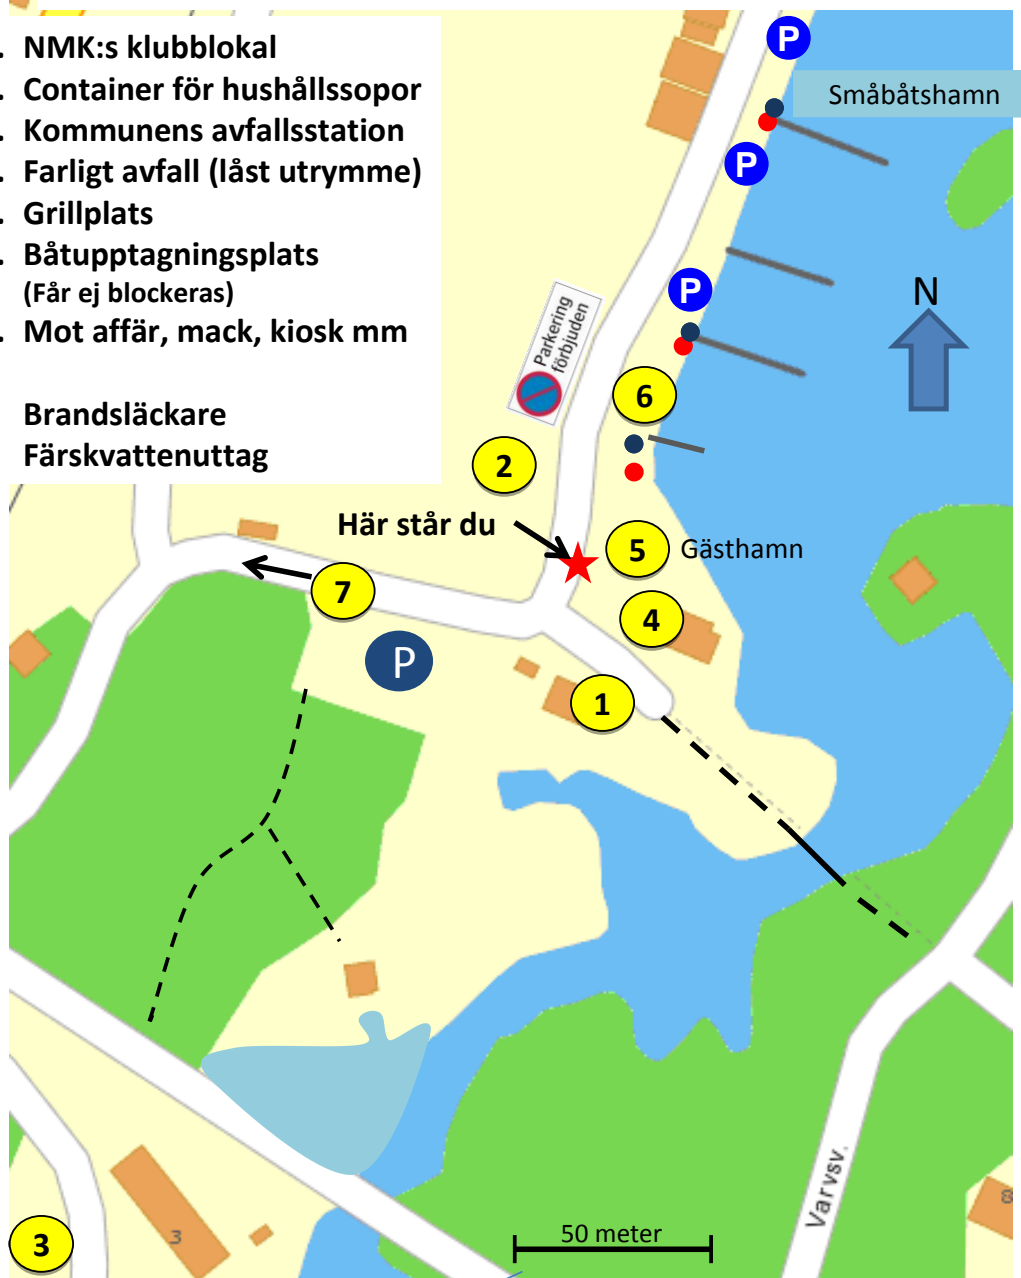 . NMK:s klubblokal
. Container för hushållssopor
. Kommunens avfallsstation
. Farligt avfall (låst utrymme)
. Grillplats
. Båtupptagningsplats
(Får ej blockeras)
. Mot affär, mack, kiosk mm
Brandsläckare
Färskvattenuttag
P
Småbåtshamn
P
P
N
Parkering
förbjuden
6
2
Här står du
5 Gästhamn
7
4
P
1
Varvsv.
3
8
3
50 meter